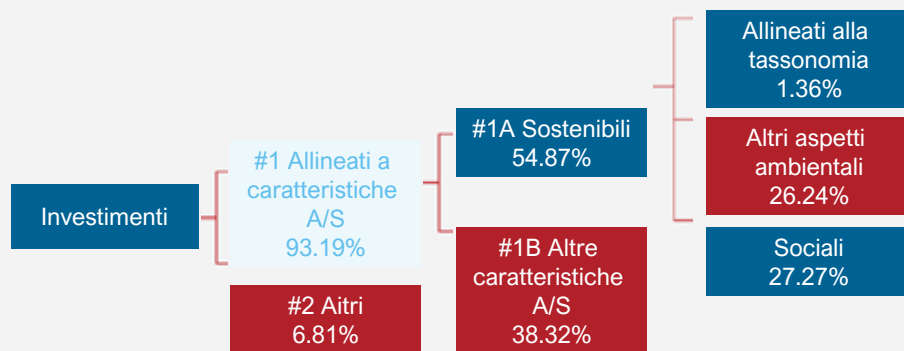 Investimenti
#1 Allineati a
caratteristiche
A/S
93.19%
#2 Aitri
6.81%
#1A Sostenibili
54.87%
#1B Altre
caratteristiche
A/S
38.32%
Allineati alla
tassonomia
1.36%
Altri aspetti
ambientali
26.24%
Sociali
27.27%